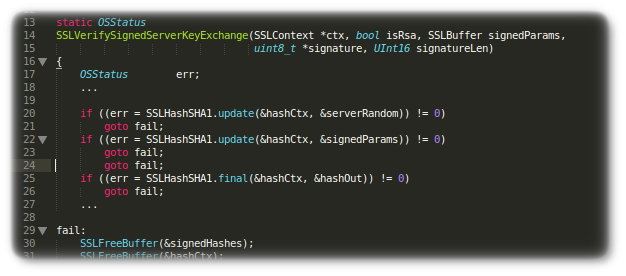 13 static OSStatus
14 SSLVerifySignedServerKeyExchange(SSLContext *ctx, bool isRsa, SSLBuffer signedParams,
15                                  uint8_t *signature, UInt16 signatureLen)
16 {
17     OSStatus        err;
18     ...
19
20     if ((err = SSLHashSHA1.update(&hashCtx, &serverRandom)) != 0)
21         goto fail;
22     if ((err = SSLHashSHA1.update(&hashCtx, &signedParams)) != 0)
23         goto fail;
24         goto fail;
25     if ((err = SSLHashSHA1.final(&hashCtx, &hashOut)) != 0)
26         goto fail;
27     ...
28
29 fail:
30     SSLFreeBuffer(&signedHashes);
31     SSLFreeBuffer(&hashCtx);